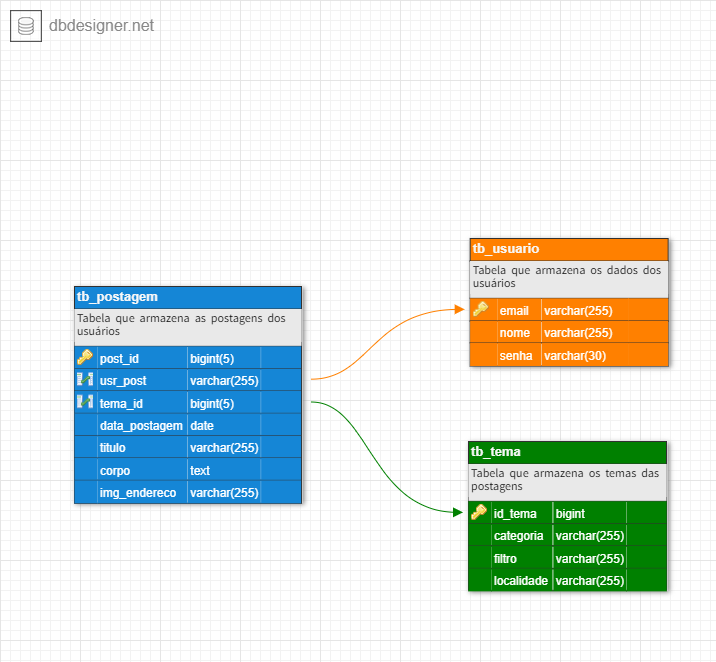 dbdesigner.net
tb_usuario
Tabela que armazena os dados dos
usuários
email varchar(255)
nome varchar(255)
senha varchar(30)
tb_postagem
Tabela que armazena as postagens dos
usuários
post_id bigint(5)
usr_post varchar(255)
tema_id bigint(5)
data_postagem date
titulo varchar(255)
corpo text
img_endereco varchar(255)
tb_tema
Tabela que armazena os temas das
postagens
id_tema bigint
categoria varchar(255)
filtro varchar(255)
localidade varchar(255)